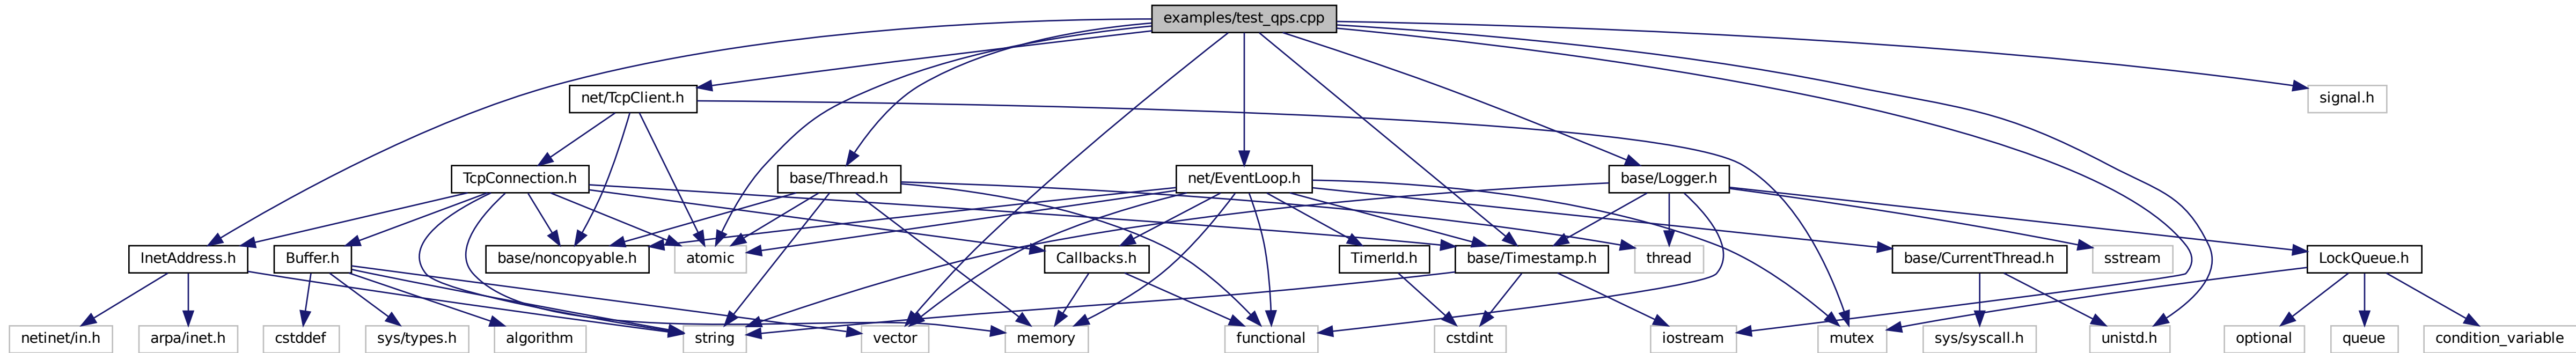 examples/test_qps.cpp
net/TcpClient.h
signal.h
TcpConnection.h
base/Thread.h
net/EventLoop.h
base/Logger.h
InetAddress.h
Buffer.h
base/noncopyable.h
atomic
Callbacks.h
TimerId.h
base/Timestamp.h
thread
base/CurrentThread.h
sstream
LockQueue.h
netinet/in.h
arpa/inet.h
cstddef
sys/types.h
algorithm
string
vector
memory
functional
cstdint
iostream
mutex
sys/syscall.h
unistd.h
optional
queue
condition_variable